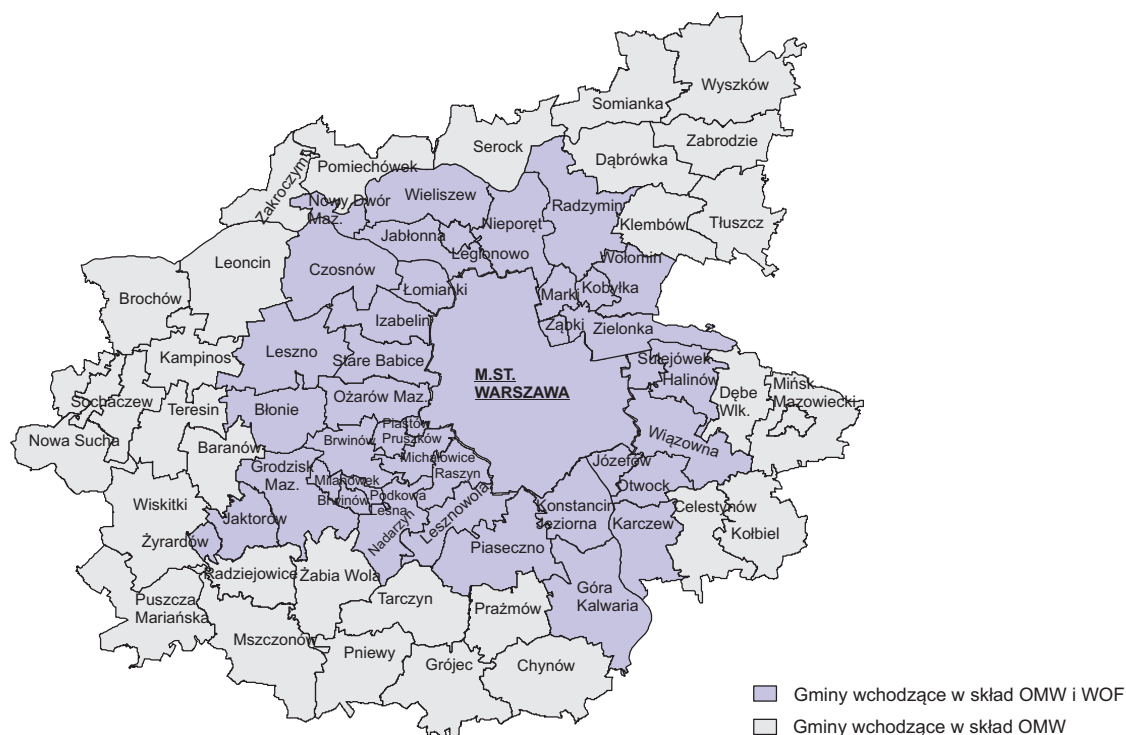 Wyszków
Somianka
Zabrodzie
Serock
Dąbrówka
Pomiechówek
Zakroczym
Wieliszew
Nowy Dwór
Maz.
Radzymin
Nieporęt
Klembów
Tłuszcz
Jabłonna
Legionowo
Wołomin
Leoncin
Czosnów
Łomianki
Marki
Kobyłka
Brochów
Izabelin
Ząbki
Zielonka
Kampinos
Leszno
Stare Babice
Sulejówek
Halinów
M.ST.
WARSZAWA
Dębe
Wlk.
Mińsk
Mazowiecki
Sochaczew
Teresin
Błonie
Ożarów Maz.
Piastów
Pruszków
Nowa Sucha
Baranów
Brwinów
Michałowice
Raszyn
Wiązowna
Józefów
Grodzisk
Maz.
Milanówek
Brwinów
Podkowa
Leśna
Otwock
Lesznowola
Nadarzyn
Wiskitki
Jaktorów
Konstancin
Jeziorna
Karczew
Celestynów
Kołbiel
Żyrardów
Piaseczno
Radziejowice
Żabia Wola
Góra
Kalwaria
Puszcza
Mariańska
Tarczyn
Prażmów
Mszczonów
Pniewy
Grójec
Chynów
Gminy wchodzące w skład OMW i WOF
Gminy wchodzące w skład OMW